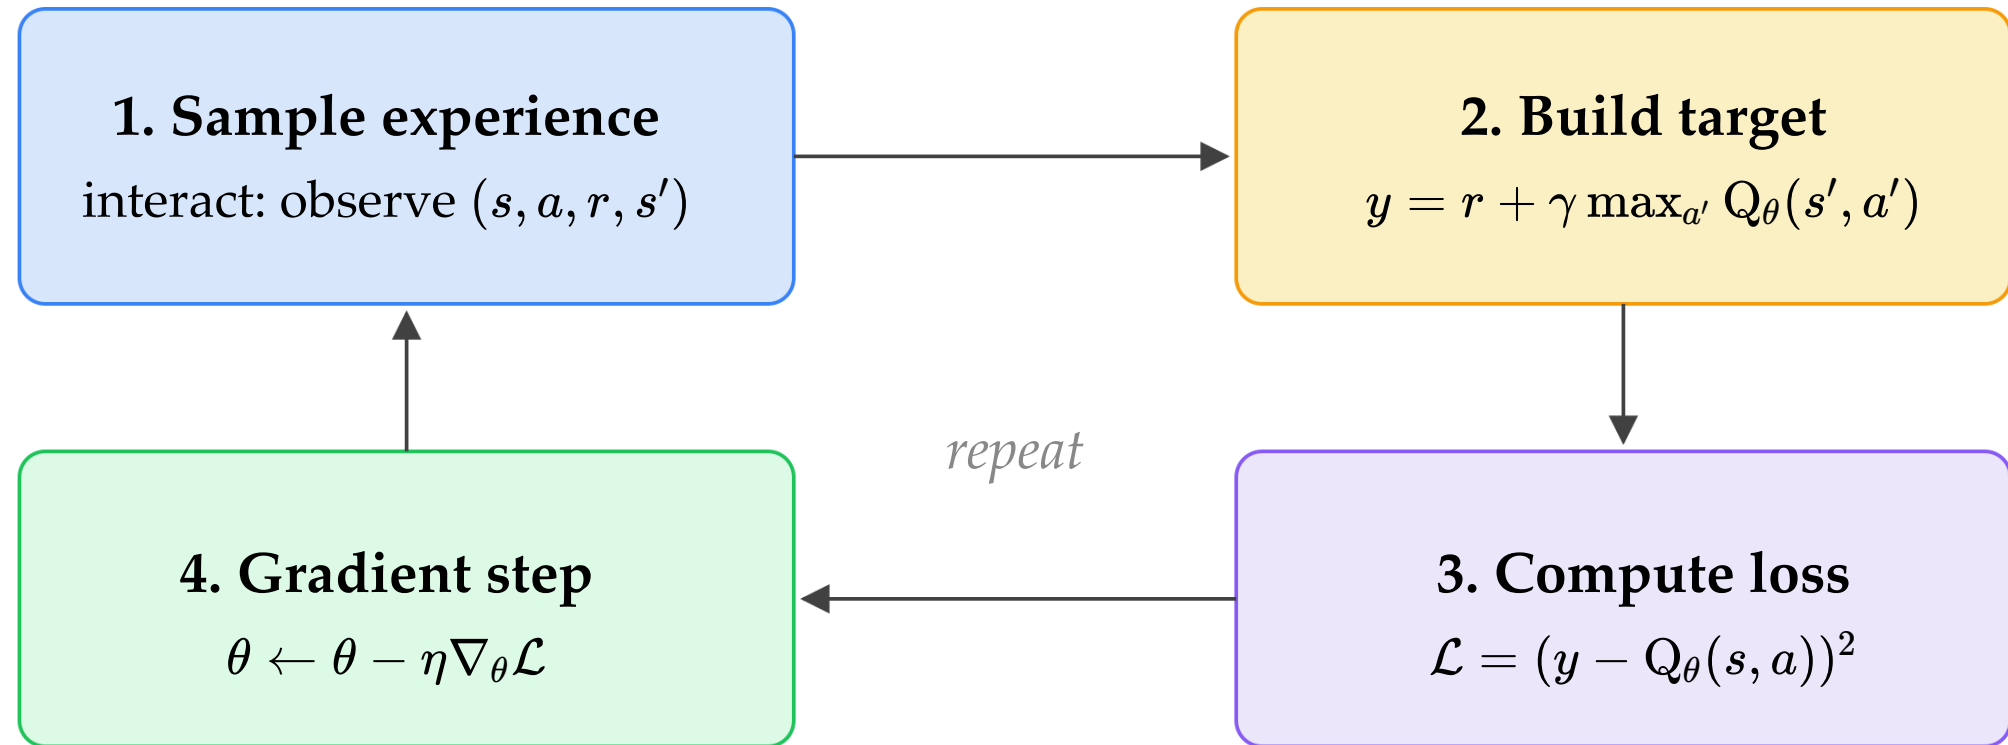 1. Sample experience
interact: observe (s, a, r, s′)
2. Build target
y = r + γ maxₐ′ Q_θ(s′, a′)
repeat
4. Gradient step
θ ← θ − η∇_θℒ
3. Compute loss
ℒ = (y − Q_θ(s, a))²